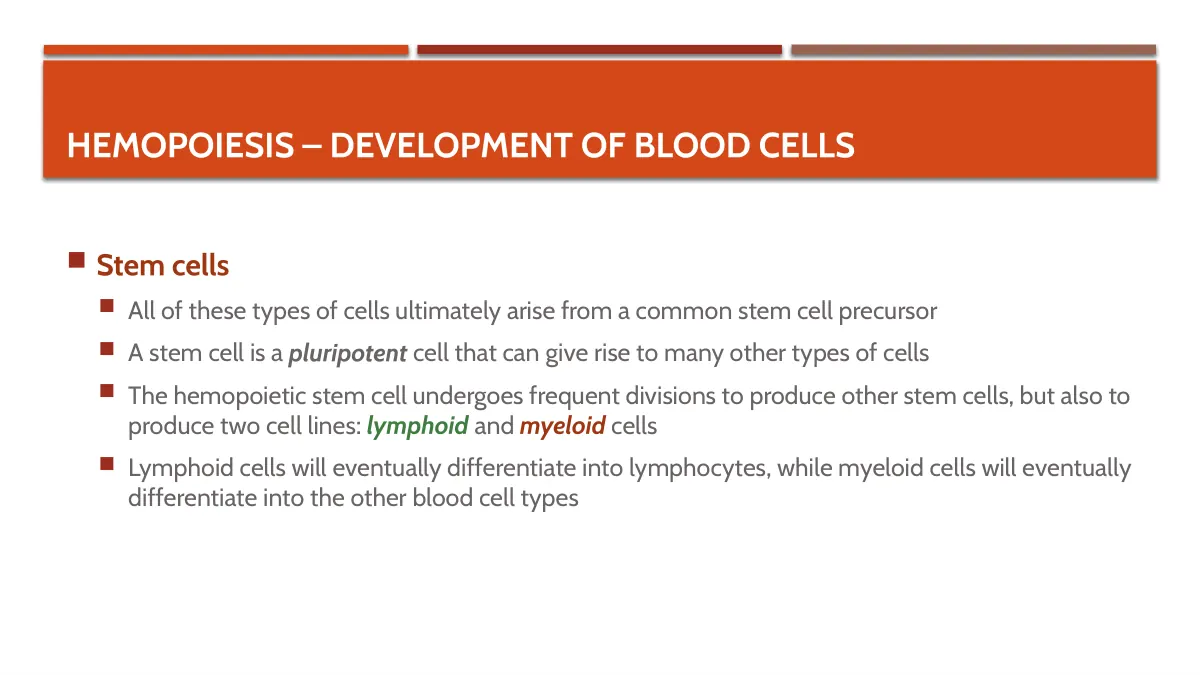 HEMOPOIESIS – DEVELOPMENT OF BLOOD CELLS
Stem cells
All of these types of cells ultimately arise from a common stem cell precursor
A stem cell is a pluripotent cell that can give rise to many other types of cells
The hemopoietic stem cell undergoes frequent divisions to produce other stem cells, but also to
produce two cell lines: lymphoid and myeloid cells
Lymphoid cells will eventually differentiate into lymphocytes, while myeloid cells will eventually
differentiate into the other blood cell types